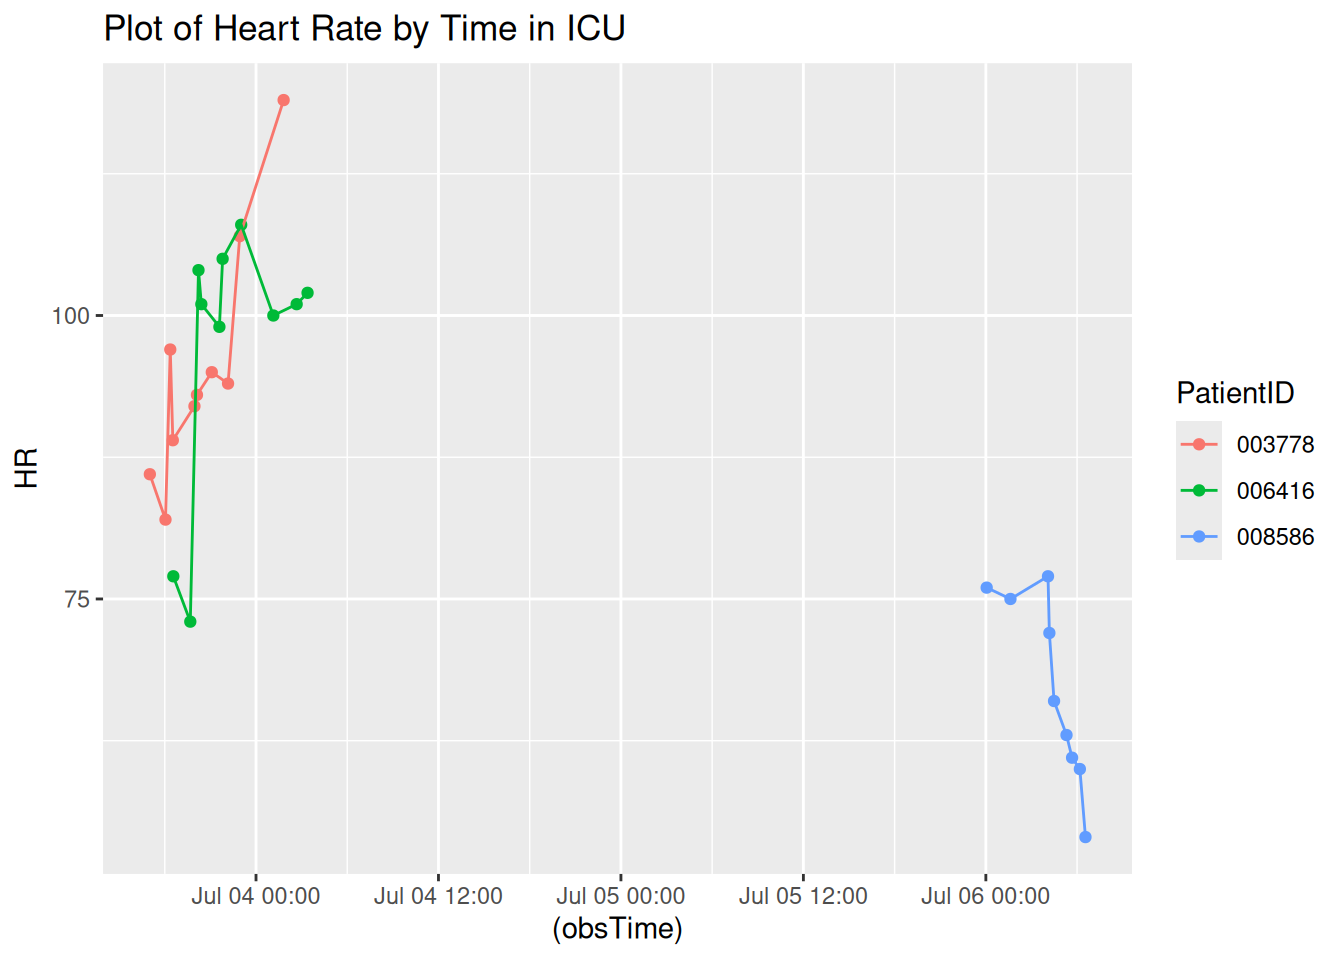 Plot of Heart Rate by Time in ICU
HR
100
75
Jul 04 00:00
Jul 04 12:00
Jul 05 00:00
Jul 05 12:00
Jul 06 00:00
(obsTime)
PatientID
003778
006416
008586